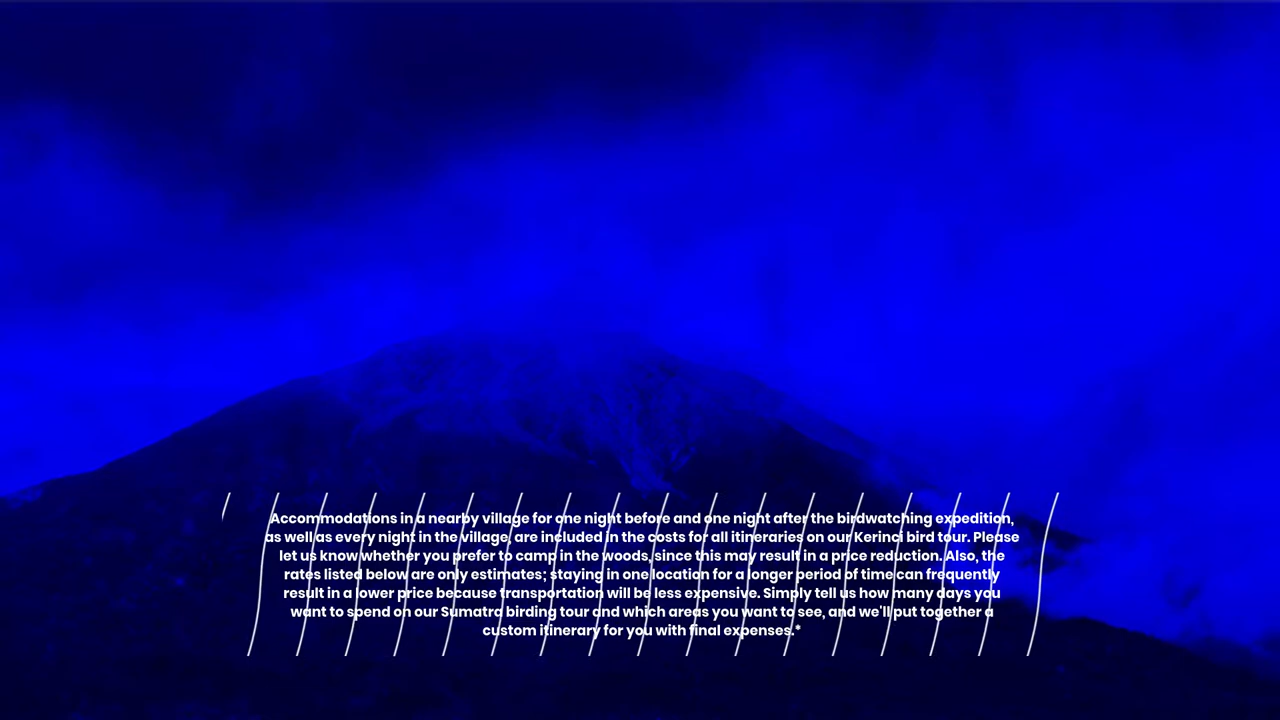 Accommodations in a nearby village for one night before and one night after the birdwatching expedition,
as well as every night in the village, are included in the costs for all itineraries on our Kerinci bird tour. Please
let us know whether you prefer to camp in the woods, since this may result in a price reduction. Also, the
rates listed below are only estimates; staying in one location for a longer period of time can frequently
result in a lower price because transportation will be less expensive. Simply tell us how many days you
want to spend on our Sumatra birding tour and which areas you want to see, and we'll put together a
custom itinerary for you with final expenses.*